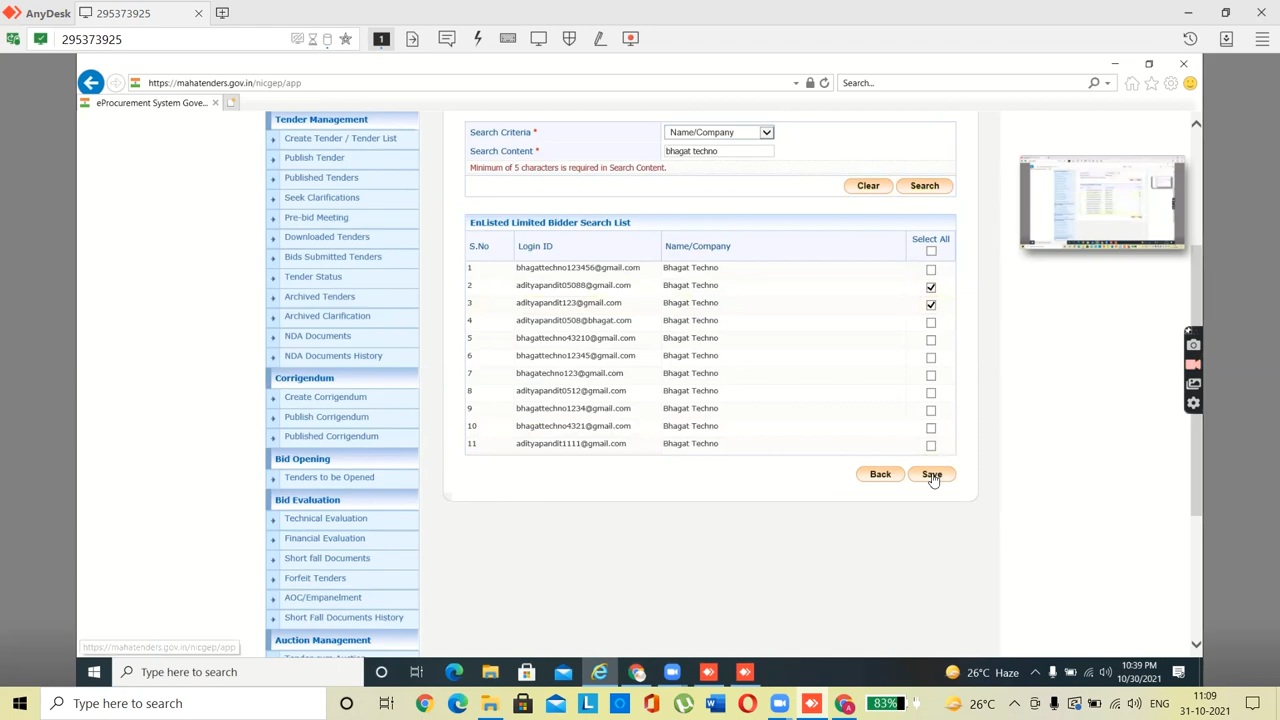 AnyDesk
295373925
295373925
1
https://mahatenders.gov.in/nicgep/app
Search...
eProcurement System Gove...
Tender Management
Create Tender / Tender List
Publish Tender
Published Tenders
Seek Clarifications
Pre-bid Meeting
Downloaded Tenders
Bids Submitted Tenders
Tender Status
Archived Tenders
Archived Clarification
NDA Documents
NDA Documents History
Corrigendum
Create Corrigendum
Publish Corrigendum
Published Corrigendum
Bid Opening
Tenders to be Opened
Bid Evaluation
Technical Evaluation
Financial Evaluation
Short fall Documents
Forfeit Tenders
AOC/Empanelment
Short Fall Documents History
Auction Management
Search Criteria * Name/Company
Search Content * bhagat techno
Minimum of 5 characters is required in Search Content.
Clear Search
EnListed Limited Bidder Search List
S.No Login ID Name/Company Select All
1 bhagattechno123456@gmail.com Bhagat Techno
2 adityapandit05088@gmail.com Bhagat Techno
3 adityapandit123@gmail.com Bhagat Techno
4 adityapandit0508@bhagat.com Bhagat Techno
5 bhagattechno43210@gmail.com Bhagat Techno
6 bhagattechno12345@gmail.com Bhagat Techno
7 bhagatechno123@gmail.com Bhagat Techno
8 adityapandit0512@gmail.com Bhagat Techno
9 bhagattechno1234@gmail.com Bhagat Techno
10 bhagattechno4321@gmail.com Bhagat Techno
11 adityapandit1111@gmail.com Bhagat Techno
Back Save
https://mahatenders.gov.in/nicgep/app
Type here to search
26°C Haze
10:39 PM
10/30/2021
Type here to search
83%
26°C
ENG
11:09
31-10-2021